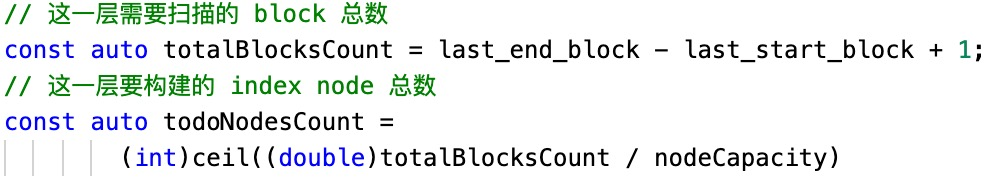 // 这一层需要扫描的 block 总数
const auto totalBlocksCount = last_end_block - last_start_block + 1;
// 这一层要构建的 index node 总数
const auto todoNodesCount =
(int)ceil((double)totalBlocksCount / nodeCapacity)